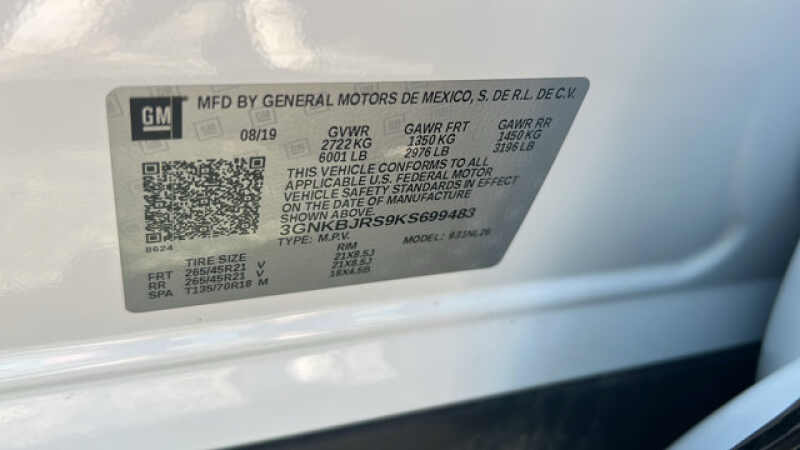 GM MFD BY GENERAL MOTORS DE MEXICO, S. DE R.L. DE C.V.
08/19 GVWR GAWR FRT GAWR RR
2722 KG 1350 KG 1450 KG
6001 LB 2976 LB 3196 LB
THIS VEHICLE CONFORMS TO ALL
APPLICABLE U.S. FEDERAL MOTOR
VEHICLE SAFETY STANDARDS IN EFFECT
ON THE DATE OF MANUFACTURE
SHOWN ABOVE.
3GNKBJRS9KS699483
8624 TYPE: M.P.V. MODEL: 931NL26
TIRE SIZE RIM
FRT 265/45R21 V 21X8.5J
RR 265/45R21 V 21X8.5J
SPA T135/70R18 M 18X4.5B